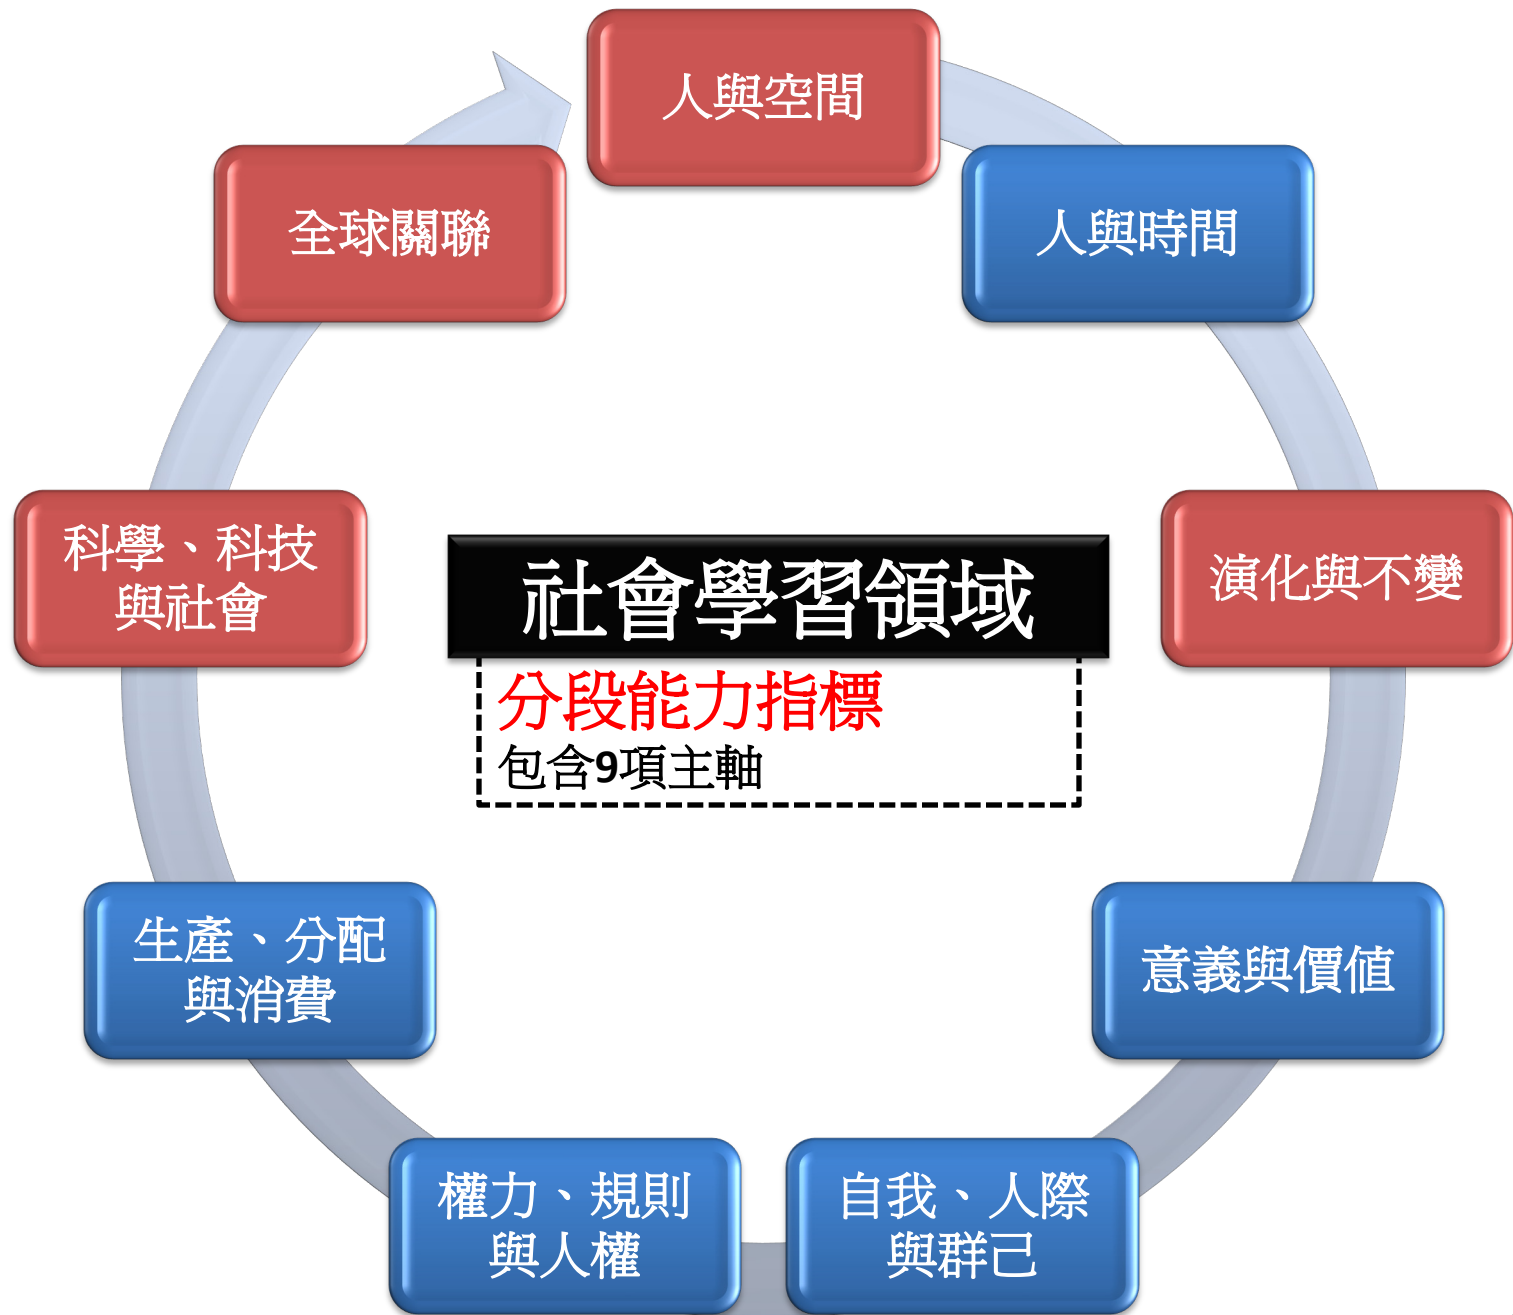 人與空間
人與時間
演化與不變
意義與價值
自我、人際
與群己
權力、規則
與人權
生產、分配
與消費
科學、科技
與社會
全球關聯
社會學習領域
分段能力指標
包含9項主軸